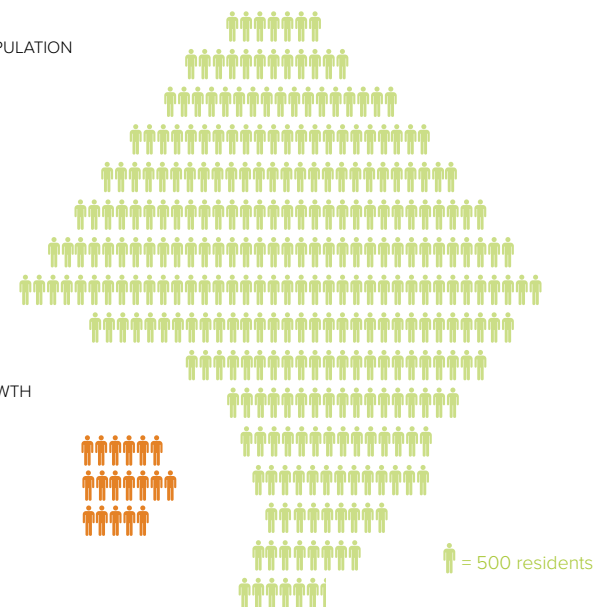 PULATION
WTH
= 500 residents